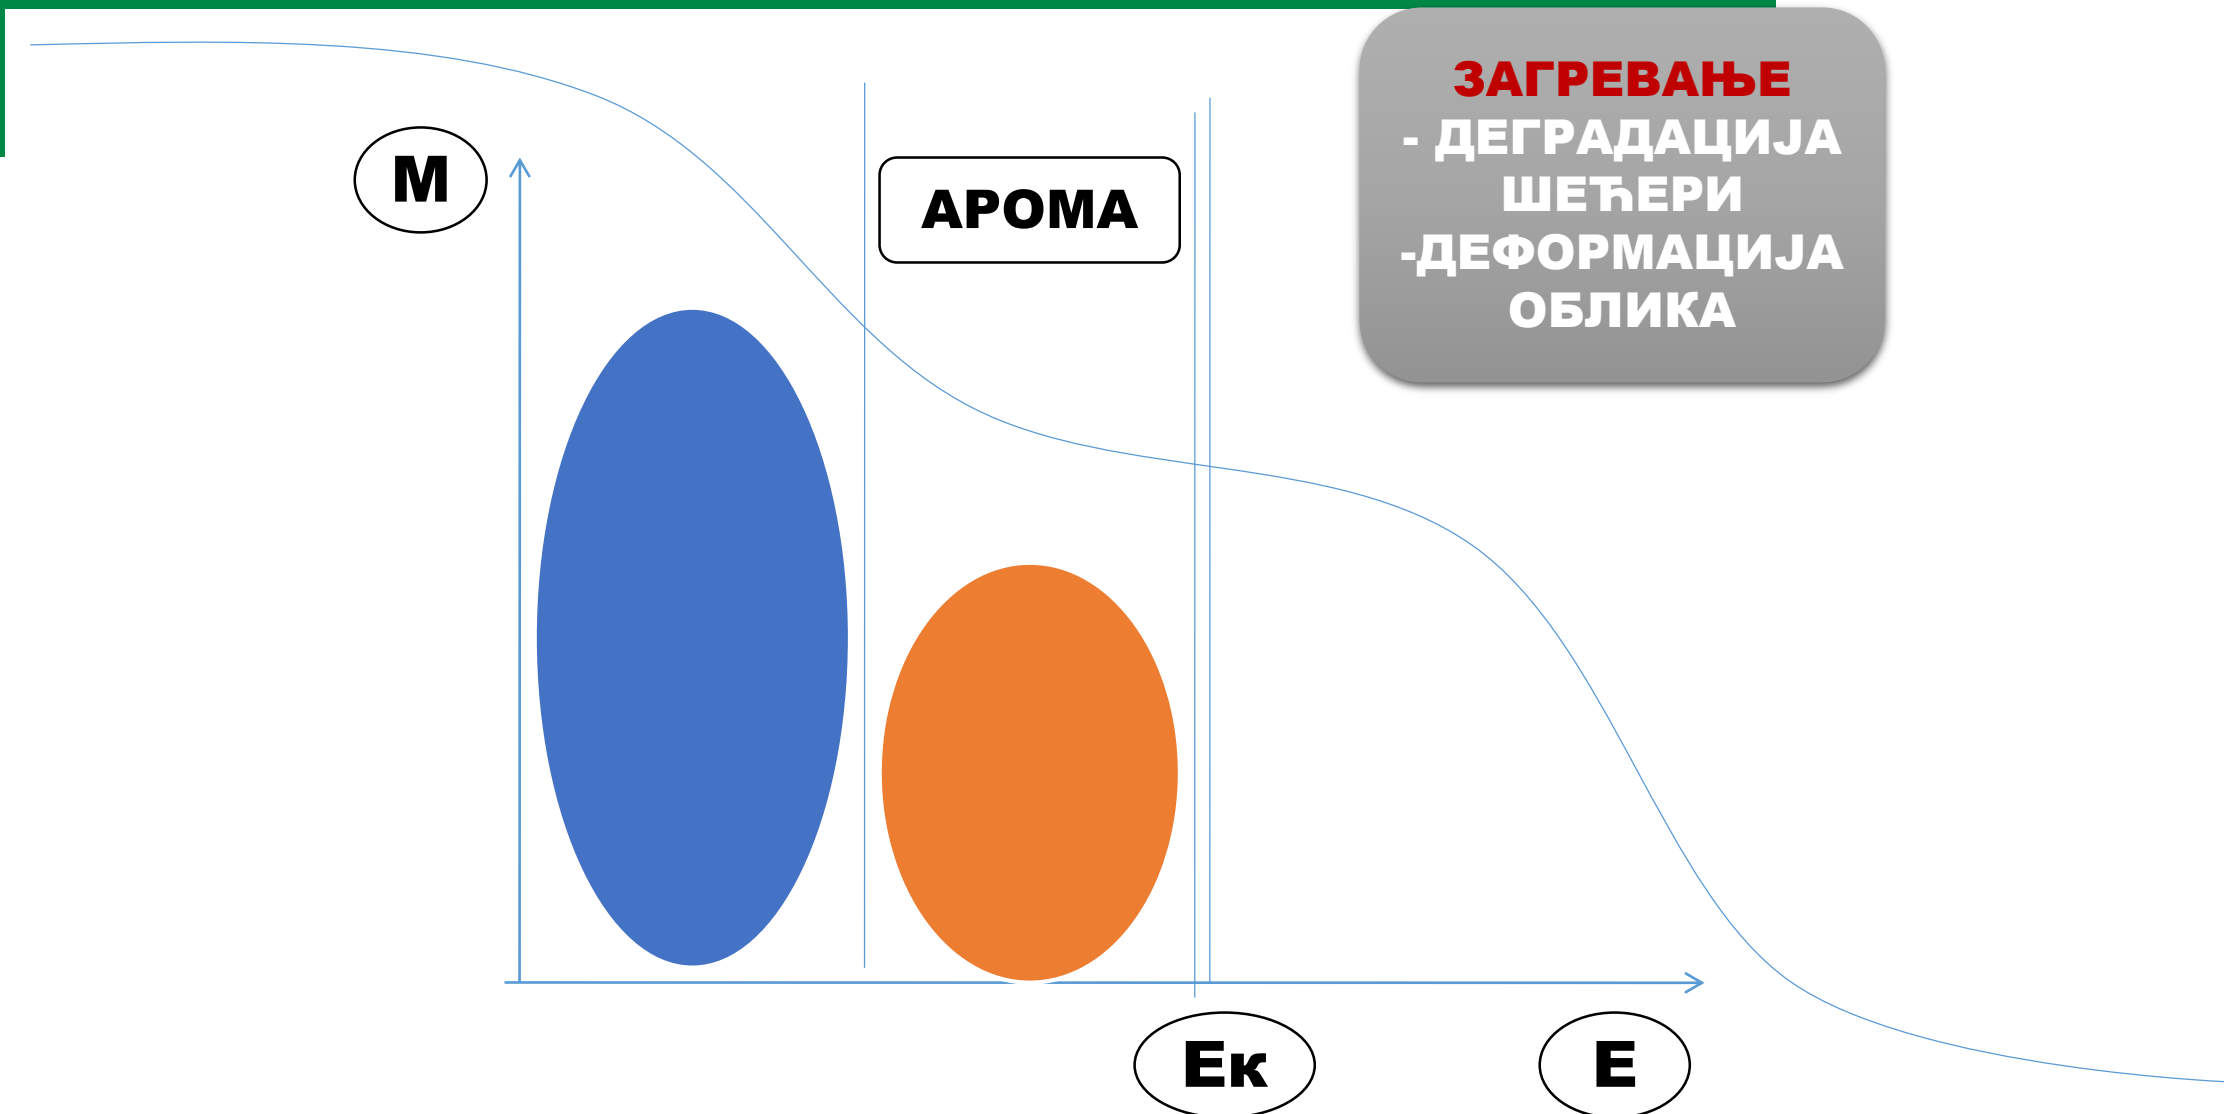 ЗАГРЕВАЊЕ
- ДЕГРАДАЦИЈА
ШЕЋЕРИ
-ДЕФОРМАЦИЈА
ОБЛИКА
М
АРОМА
Ек
Е